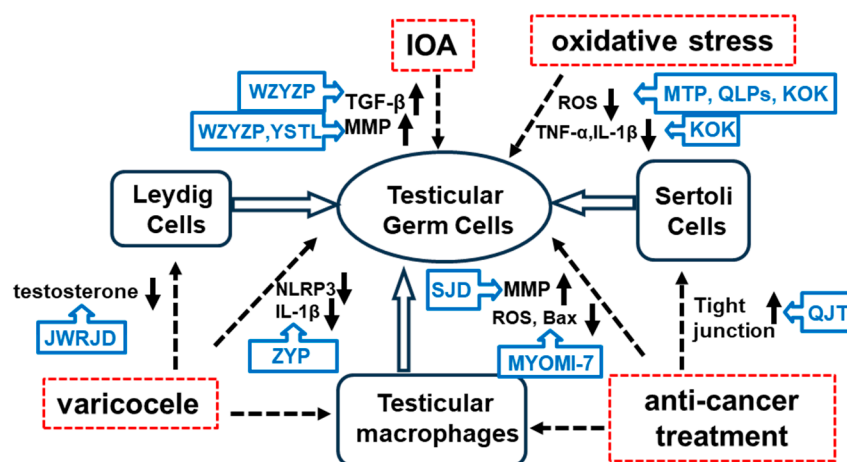 IOA
oxidative stress
WZYZP
TGF-β
WZYZP,YSTL
MMP
ROS
MTP, QLPs, KOK
TNF-α,IL-1β
KOK
Leydig
Cells
Testicular
Germ Cells
Sertoli
Cells
testosterone
JWRJD
NLRP3
IL-1β
ZYP
SJD
MMP
ROS, Bax
MYOMI-7
Tight
junction
QJT
varicocele
Testicular
macrophages
anti-cancer
treatment